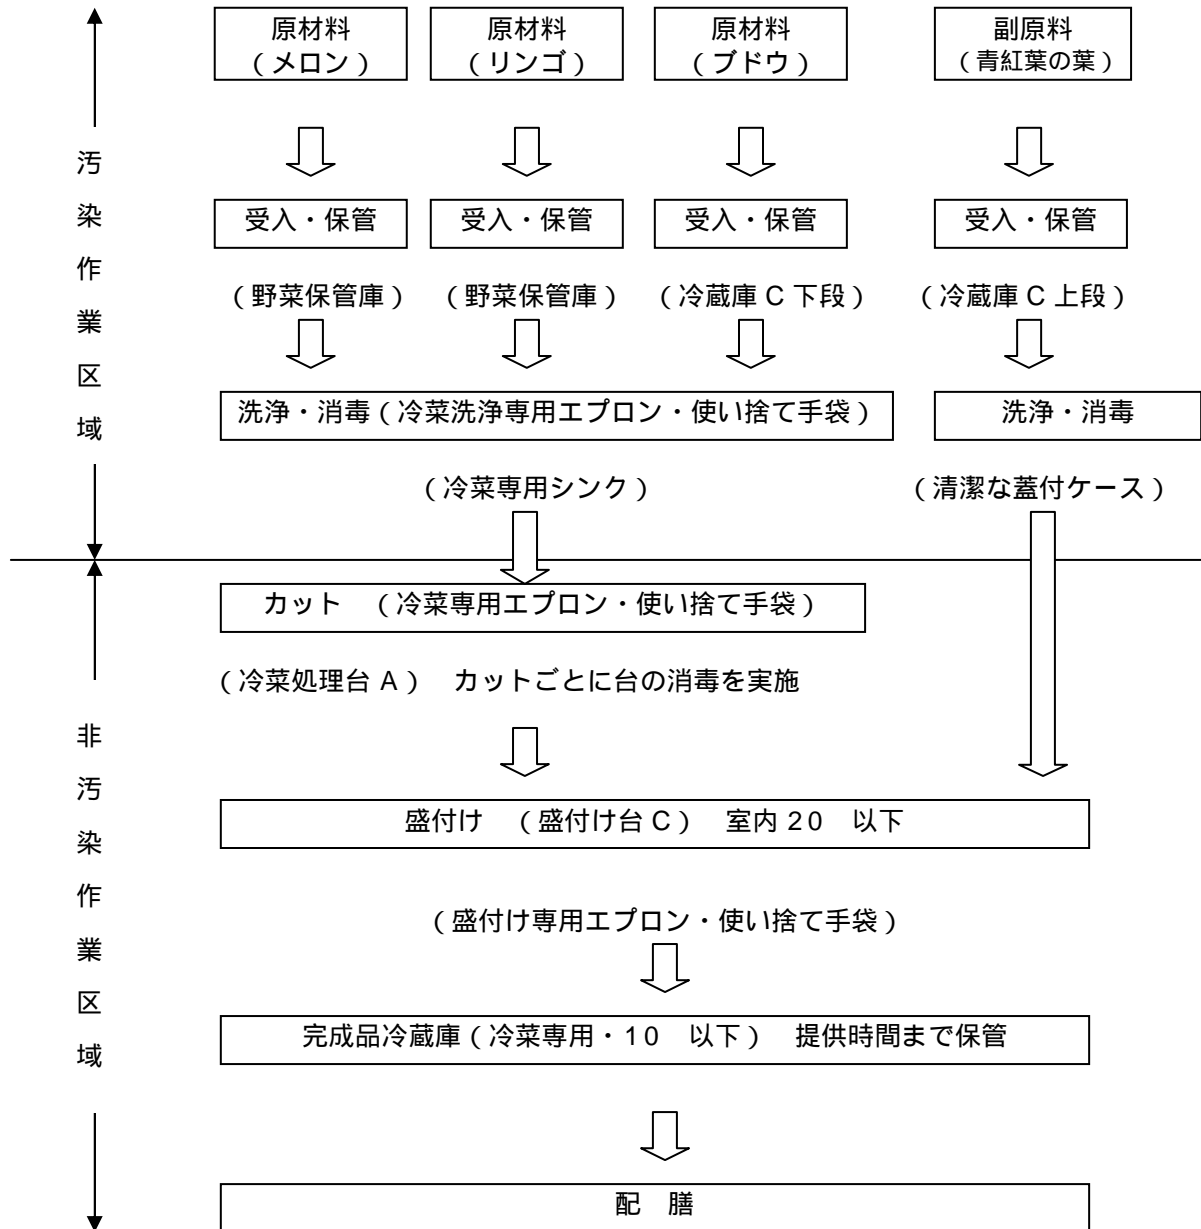 原材料
（メロン）
原材料
（リンゴ）
原材料
（ブドウ）
副原料
（青紅葉の葉）
受入・保管
受入・保管
受入・保管
受入・保管
（野菜保管庫）
（野菜保管庫）
（冷蔵庫 C 下段）
（冷蔵庫 C 上段）
汚染作業区域
洗浄・消毒（冷菜洗浄専用エプロン・使い捨て手袋）
洗浄・消毒
（冷菜専用シンク）
（清潔な蓋付ケース）
カット　（冷菜専用エプロン・使い捨て手袋）
（冷菜処理台 A）　カットごとに台の消毒を実施
非汚染作業区域
盛付け　（盛付け台 C）　室内 20　以下
（盛付け専用エプロン・使い捨て手袋）
完成品冷蔵庫（冷菜専用・10　以下）　提供時間まで保管
配　膳